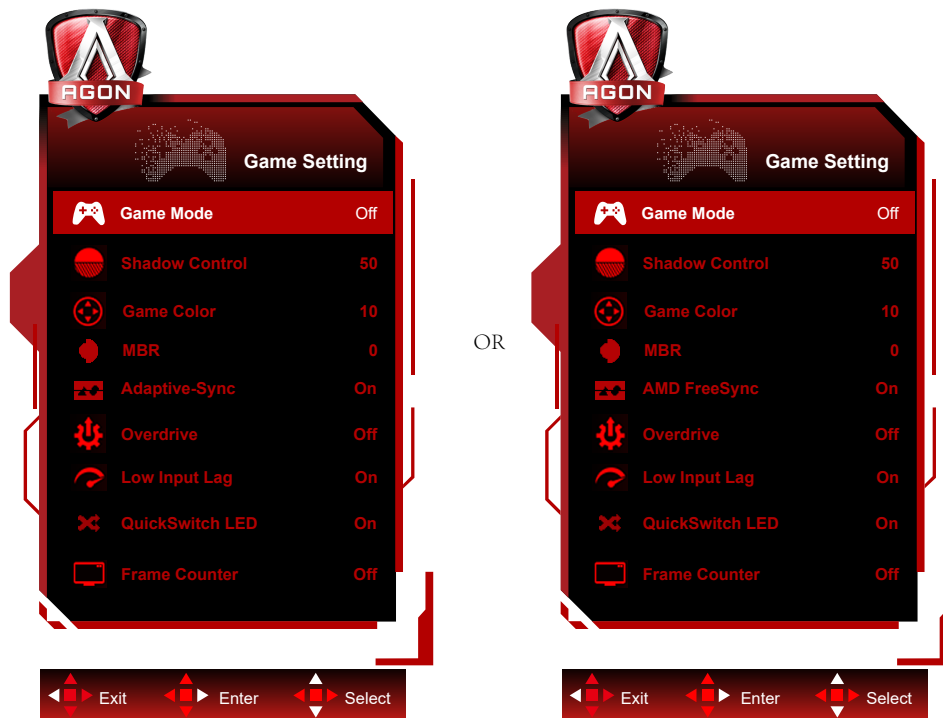 AGON
Game Setting
Game Mode Off
Shadow Control 50
Game Color 10
MBR 0
Adaptive-Sync On
Overdrive Off
Low Input Lag On
QuickSwitch LED On
Frame Counter Off
Exit Enter Select
OR
AGON
Game Setting
Game Mode Off
Shadow Control 50
Game Color 10
MBR 0
AMD FreeSync On
Overdrive Off
Low Input Lag On
QuickSwitch LED On
Frame Counter Off
Exit Enter Select